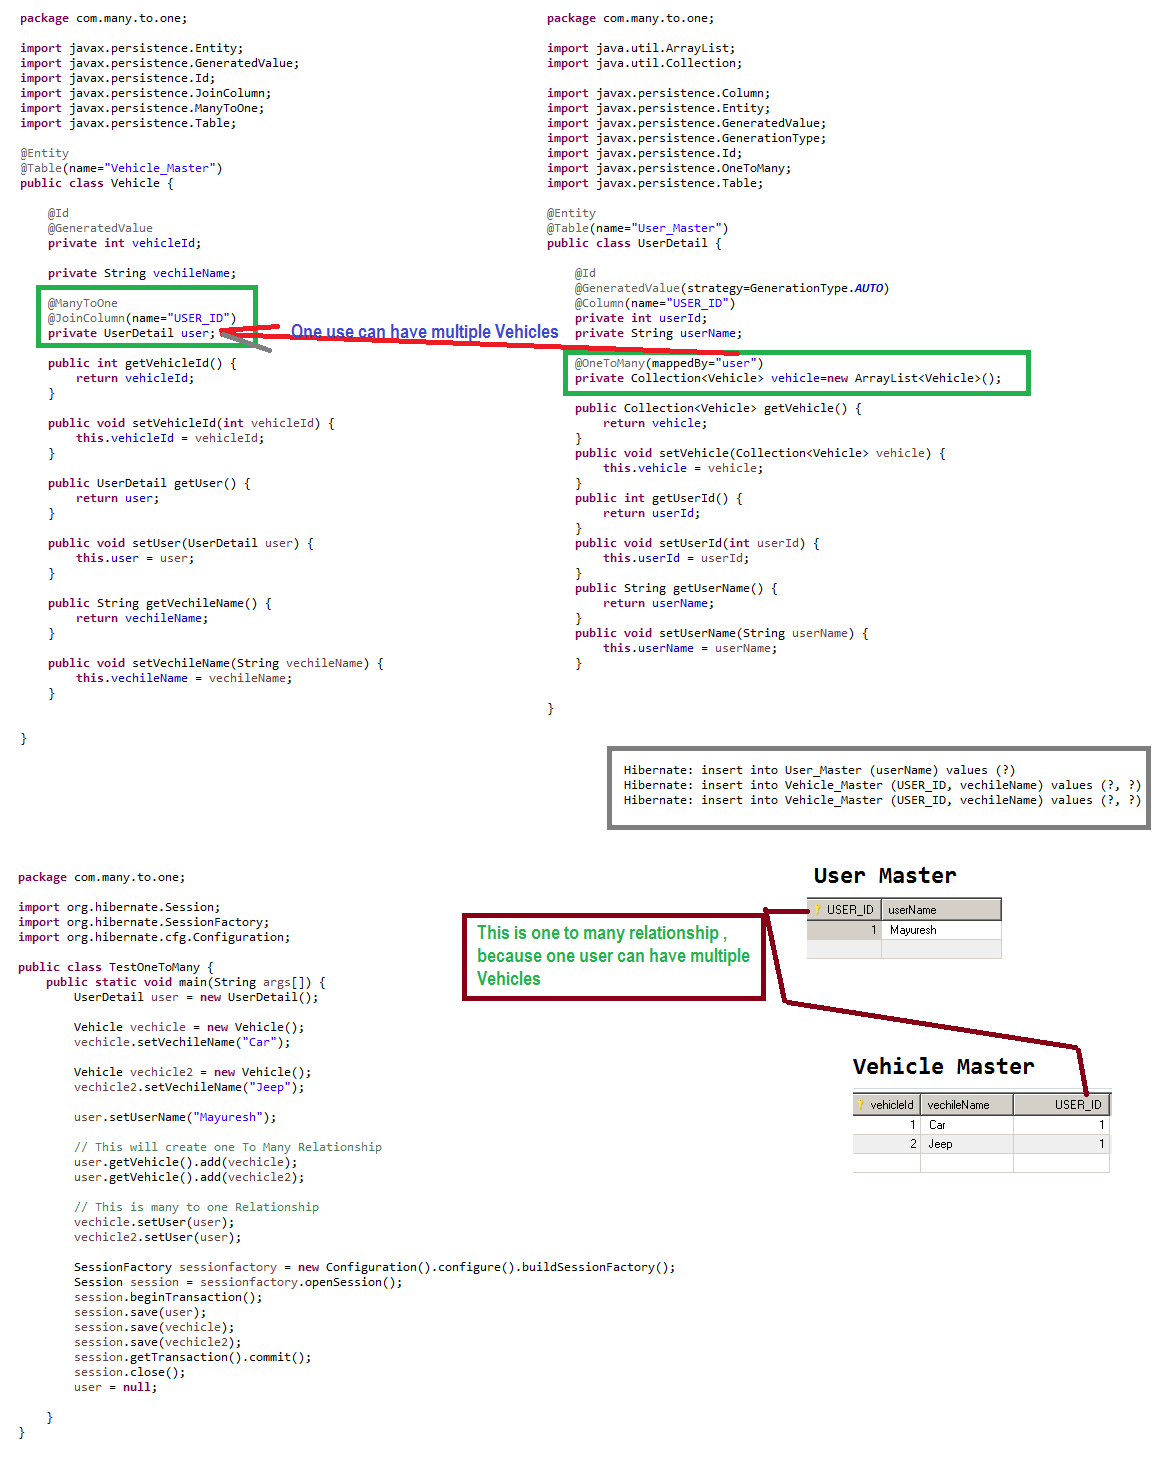 package com.many.to.one;

import javax.persistence.Entity;
import javax.persistence.GeneratedValue;
import javax.persistence.Id;
import javax.persistence.JoinColumn;
import javax.persistence.ManyToOne;
import javax.persistence.Table;

@Entity
@Table(name="Vehicle_Master")
public class Vehicle {

    @Id
    @GeneratedValue
    private int vehicleId;

    private String vechileName;

    @ManyToOne
    @JoinColumn(name="USER_ID")
    private UserDetail user;
One use can have multiple Vehicles

    public int getVehicleId() {
        return vehicleId;
    }

    public void setVehicleId(int vehicleId) {
        this.vehicleId = vehicleId;
    }

    public UserDetail getUser() {
        return user;
    }

    public void setUser(UserDetail user) {
        this.user = user;
    }

    public String getVechileName() {
        return vechileName;
    }

    public void setVechileName(String vechileName) {
        this.vechileName = vechileName;
    }

}

package com.many.to.one;

import java.util.ArrayList;
import java.util.Collection;

import javax.persistence.Column;
import javax.persistence.Entity;
import javax.persistence.GeneratedValue;
import javax.persistence.GenerationType;
import javax.persistence.Id;
import javax.persistence.OneToMany;
import javax.persistence.Table;

@Entity
@Table(name="User_Master")
public class UserDetail {

    @Id
    @GeneratedValue(strategy=GenerationType.AUTO)
    @Column(name="USER_ID")
    private int userId;
    private String userName;

    @OneToMany(mappedBy="user")
    private Collection<Vehicle> vehicle=new ArrayList<Vehicle>();

    public Collection<Vehicle> getVehicle() {
        return vehicle;
    }
    public void setVehicle(Collection<Vehicle> vehicle) {
        this.vehicle = vehicle;
    }
    public int getUserId() {
        return userId;
    }
    public void setUserId(int userId) {
        this.userId = userId;
    }
    public String getUserName() {
        return userName;
    }
    public void setUserName(String userName) {
        this.userName = userName;
    }

}

Hibernate: insert into User_Master (userName) values (?)
Hibernate: insert into Vehicle_Master (USER_ID, vechileName) values (?, ?)
Hibernate: insert into Vehicle_Master (USER_ID, vechileName) values (?, ?)

package com.many.to.one;

import org.hibernate.Session;
import org.hibernate.SessionFactory;
import org.hibernate.cfg.Configuration;

public class TestOneToMany {
    public static void main(String args[]) {
        UserDetail user = new UserDetail();

        Vehicle vechicle = new Vehicle();
        vechicle.setVechileName("Car");

        Vehicle vechicle2 = new Vehicle();
        vechicle2.setVechileName("Jeep");

        user.setUserName("Mayuresh");

        // This will create one To Many Relationship
        user.getVehicle().add(vechicle);
        user.getVehicle().add(vechicle2);

        // This is many to one Relationship
        vechicle.setUser(user);
        vechicle2.setUser(user);

        SessionFactory sessionfactory = new Configuration().configure().buildSessionFactory();
        Session session = sessionfactory.openSession();
        session.beginTransaction();
        session.save(user);
        session.save(vechicle);
        session.save(vechicle2);
        session.getTransaction().commit();
        session.close();
        user = null;

    }
}

This is one to many relationship ,
because one user can have multiple
Vehicles

User Master
USER_ID userName
1 Mayuresh

Vehicle Master
vehicleId vechileName USER_ID
1 Car 1
2 Jeep 1